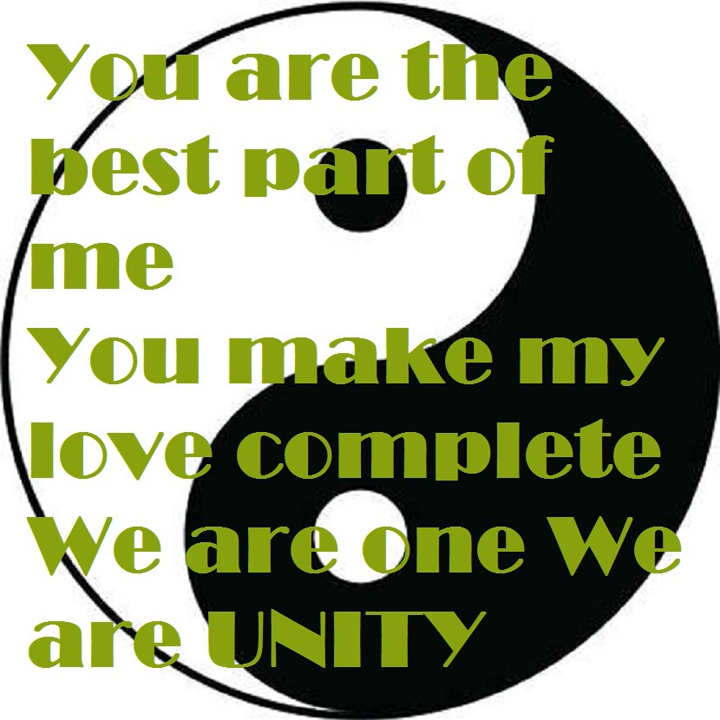 You are the
best part of
me
You make my
love complete
We are one We
are UNITY